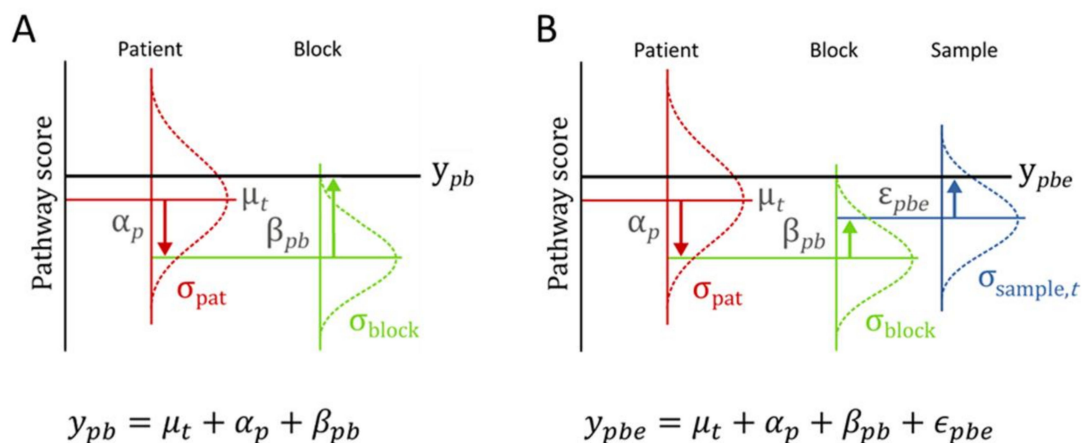 A
Patient Block
Pathway score
y_pb
μ_t
α_p
β_pb
σ_pat
σ_block
y_pb = μ_t + α_p + β_pb
B
Patient Block Sample
Pathway score
y_pbe
μ_t
ε_pbe
α_p
β_pb
σ_sample,t
σ_pat
σ_block
y_pbe = μ_t + α_p + β_pb + ϵ_pbe